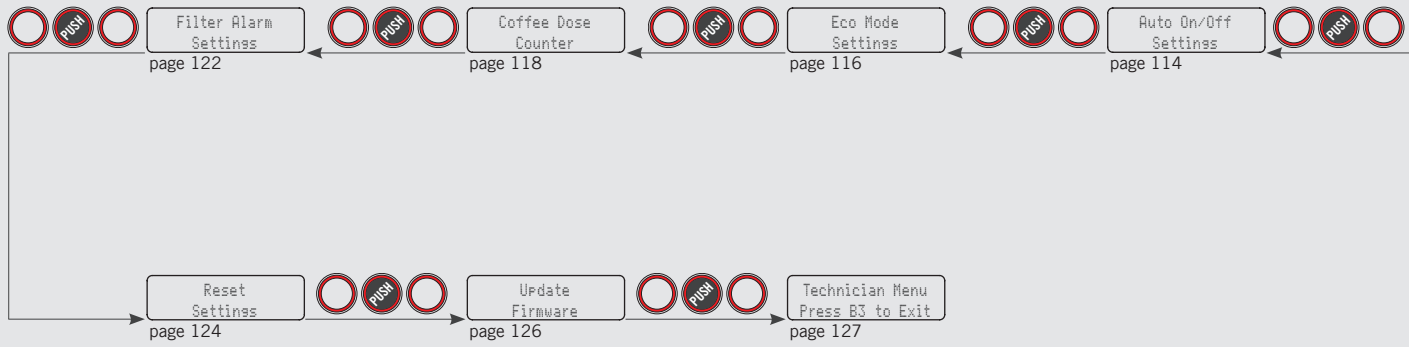 PUSH
Filter Alarm
Settings
page 122
PUSH
Coffee Dose
Counter
page 118
PUSH
Eco Mode
Settings
page 116
PUSH
Auto On/Off
Settings
page 114
PUSH
Reset
Settings
page 124
PUSH
Update
Firmware
page 126
PUSH
Technician Menu
Press B3 to Exit
page 127